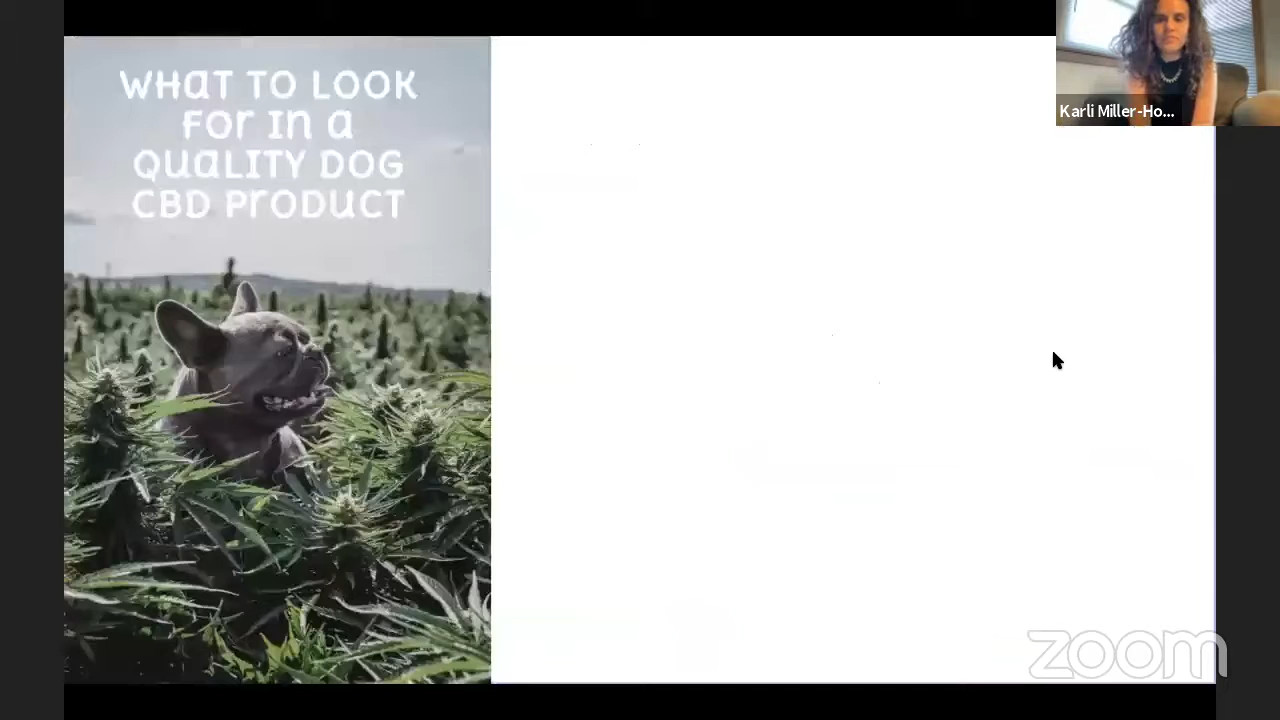 WHAT TO LOOK
FOR IN A
QUALITY DOG
CBD PRODUCT
Karli Miller-Ho...
zoom